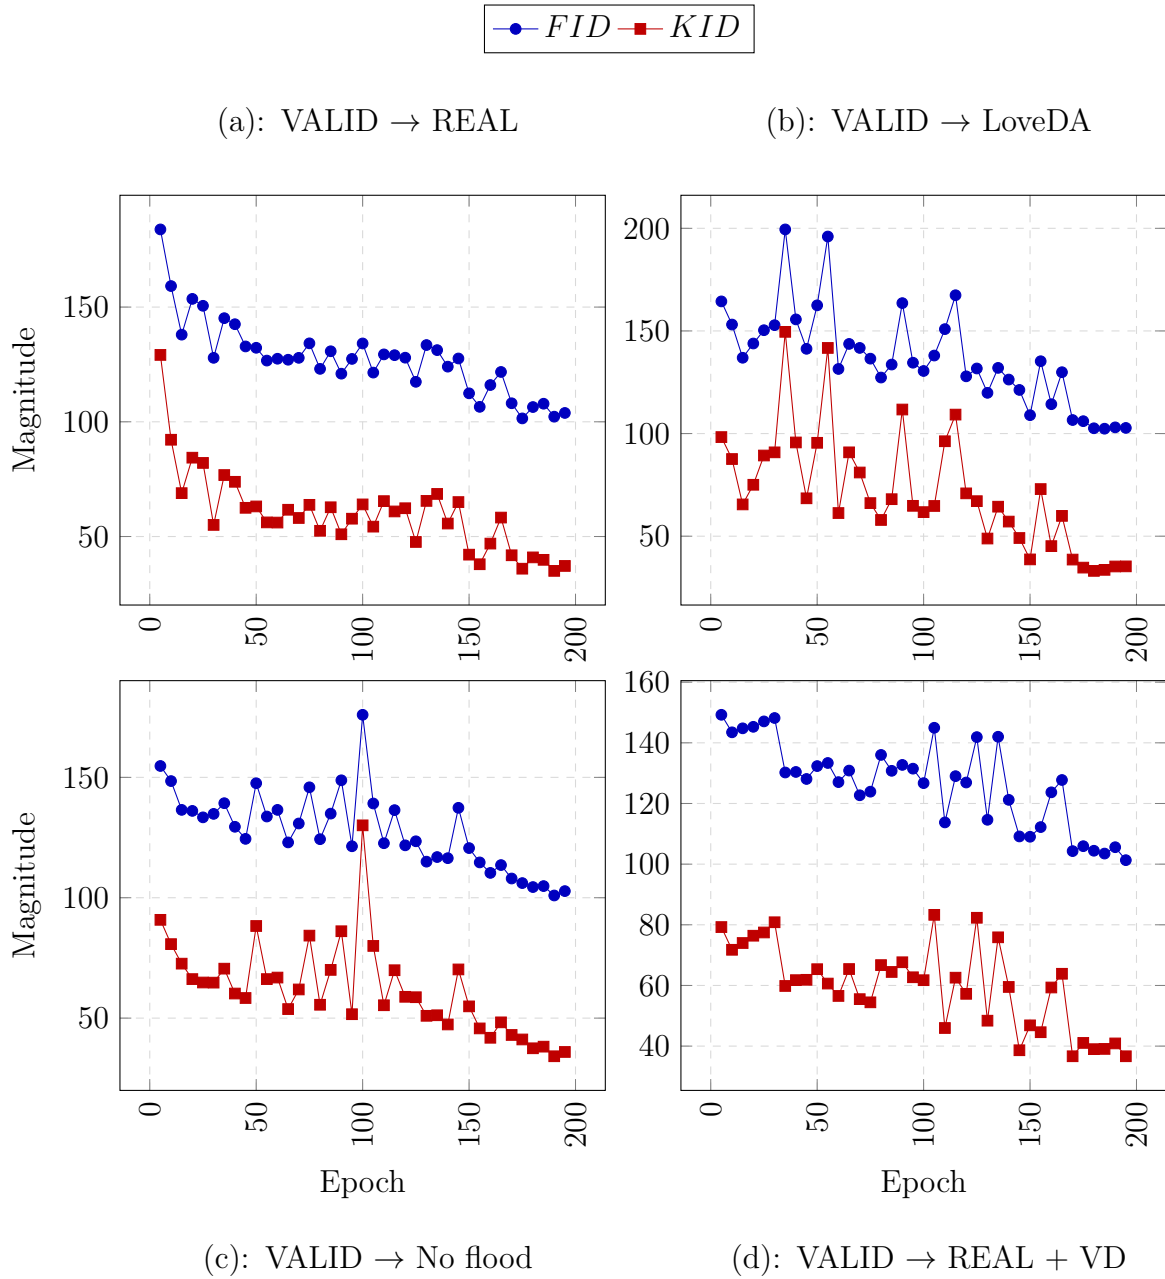 FID KID
(a): VALID → REAL
(b): VALID → LoveDA
Magnitude
150
100
50
0 50 100 150 200
200
150
100
50
0 50 100 150 200
Magnitude
150
100
50
0 50 100 150 200
Epoch
160
140
120
100
80
60
40
0 50 100 150 200
Epoch
(c): VALID → No flood
(d): VALID → REAL + VD